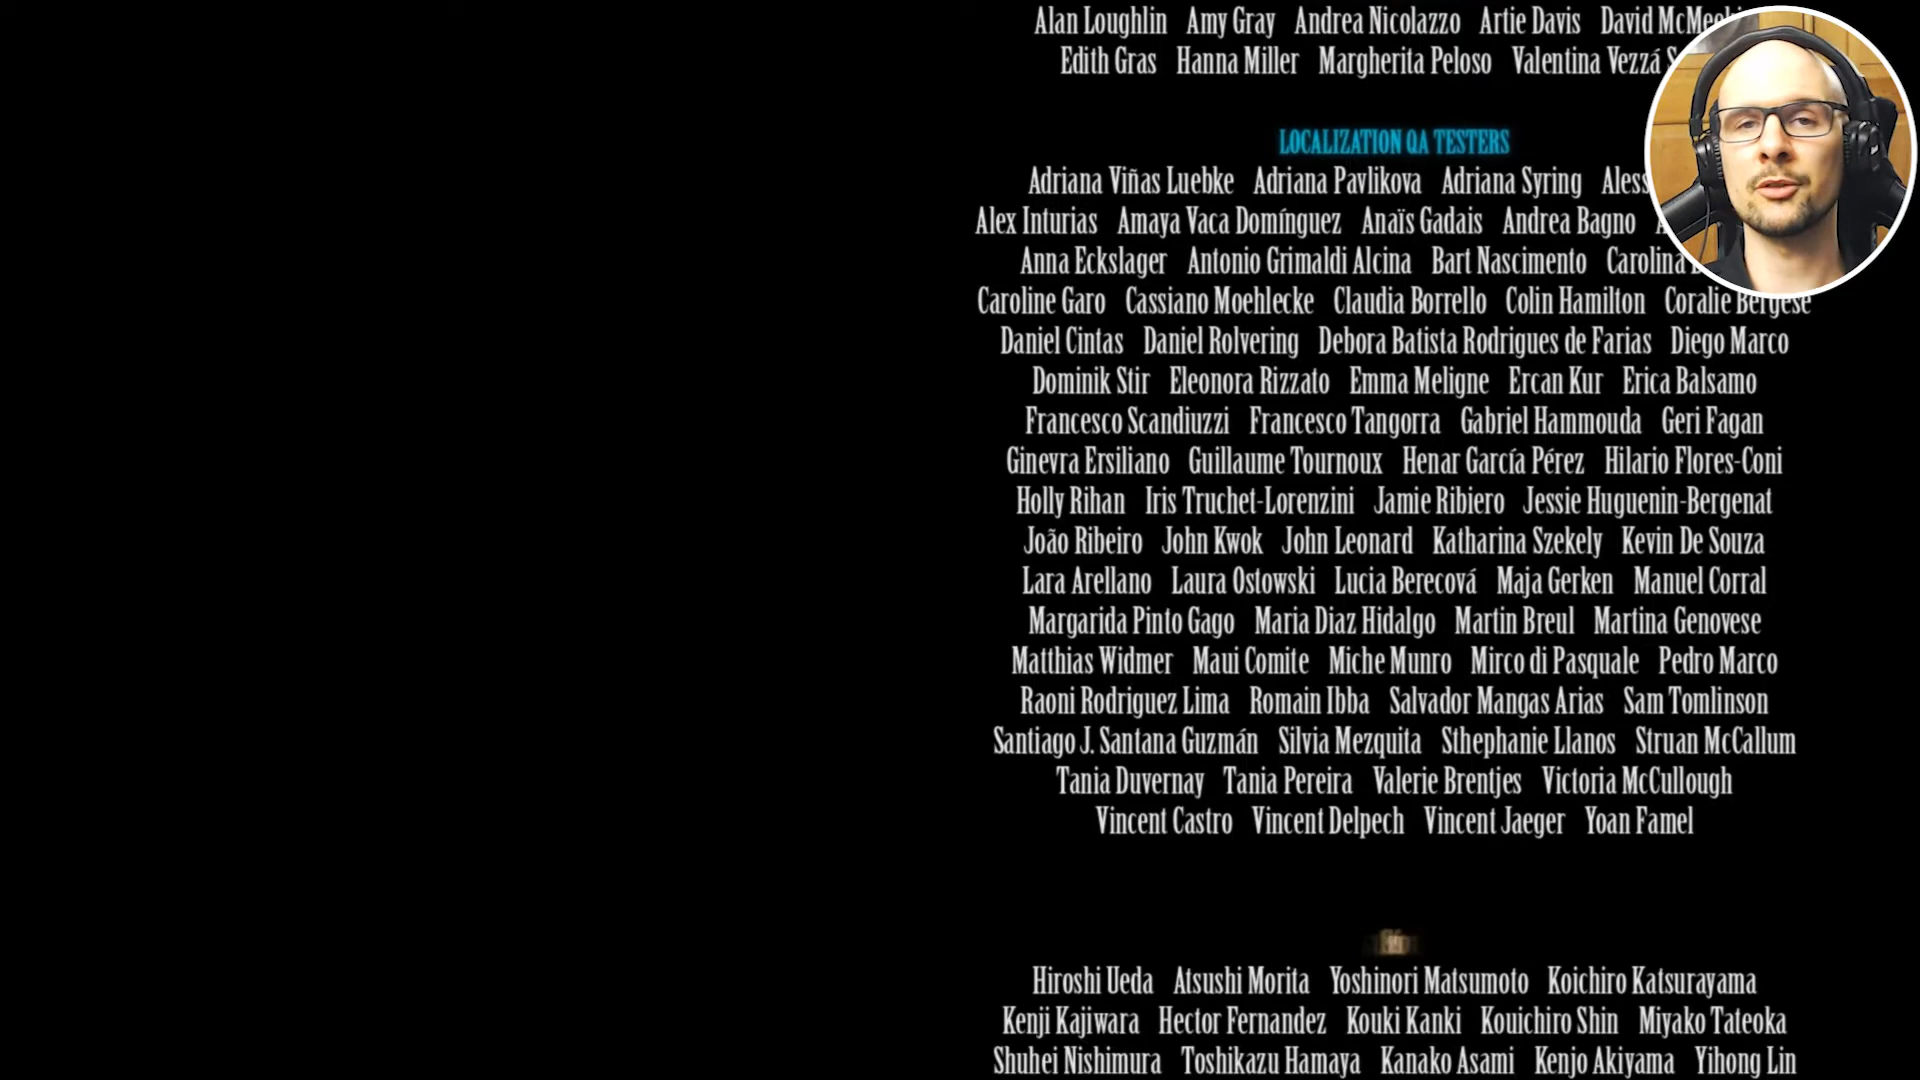 Alan Loughlin Amy Gray Andrea Nicolazzo Artie Davis David
Edith Gras Hanna Miller Margherita Peloso Valentina Vezzá
LOCALIZATION QA TESTERS
Adriana Viñas Luebke Adriana Pavlikova Adriana Syring
Alex Inturias Amaya Vaca Domínguez Anaïs Gadais Andrea Bagno
Anna Eckslager Antonio Grimaldi Alcina Bart Nascimento Carolina
Caroline Garo Cassiano Moehlecke Claudia Borrello Colin Hamilton Coralie Bergese
Daniel Cintas Daniel Rolvering Debora Batista Rodrigues de Farias Diego Marco
Dominik Stir Eleonora Rizzato Emma Meligne Ercan Kur Erica Balsamo
Francesco Scandiuzzi Francesco Tangorra Gabriel Hammouda Geri Fagan
Ginevra Ersiliano Guillaume Tournoux Henar García Pérez Hilario Flores-Coni
Holly Rihan Iris Truchet-Lorenzini Jamie Ribiero Jessie Huguenin-Bergenat
João Ribeiro John Kwok John Leonard Katharina Szekely Kevin De Souza
Lara Arellano Laura Ostowski Lucia Berecová Maja Gerken Manuel Corral
Margarida Pinto Gago Maria Diaz Hidalgo Martin Breul Martina Genovese
Matthias Widmer Maui Comite Miche Munro Mirco di Pasquale Pedro Marco
Raoni Rodriguez Lima Romain Ibba Salvador Mangas Arias Sam Tomlinson
Santiago J. Santana Guzmán Silvia Mezquita Sthephanie Llanos Struan McCallum
Tania Duvernay Tania Pereira Valerie Brentjes Victoria McCullough
Vincent Castro Vincent Delpech Vincent Jaeger Yoan Famel
Hiroshi Ueda Atsushi Morita Yoshinori Matsumoto Koichiro Katsurayama
Kenji Kajiwara Hector Fernandez Kouki Kanki Kouichiro Shin Miyako Tateoka
Shuhei Nishimura Toshikazu Hamaya Kanako Asami Kenjo Akiyama Yihong Lin